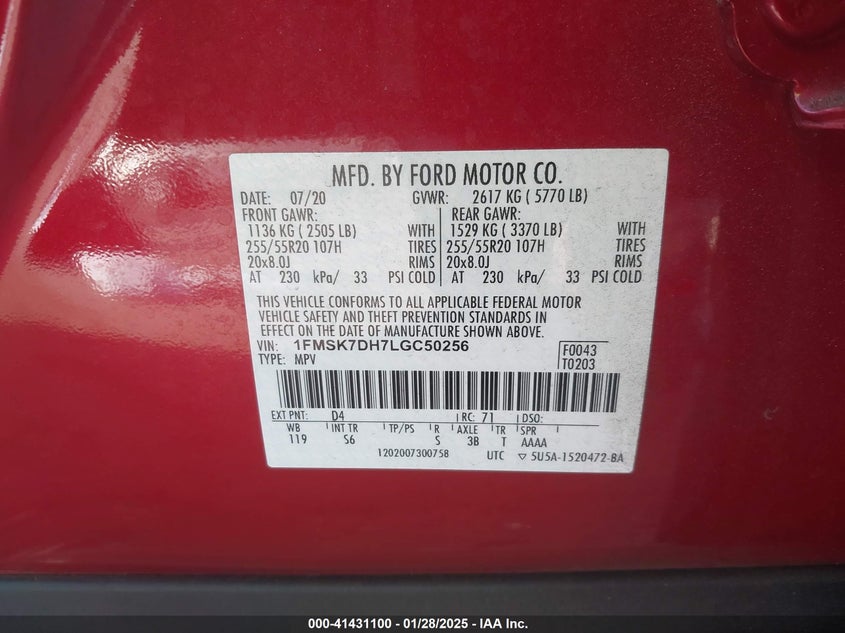 MFD. BY FORD MOTOR CO.
DATE: 07/20 GVWR: 2617 KG ( 5770 LB)
FRONT GAWR: REAR GAWR:
1136 KG ( 2505 LB) WITH 1529 KG ( 3370 LB) WITH
255/55R20 107H TIRES 255/55R20 107H TIRES
20x8.0J RIMS 20x8.0J RIMS
AT 230 kPa/ 33 PSI COLD AT 230 kPa/ 33 PSI COLD
THIS VEHICLE CONFORMS TO ALL APPLICABLE FEDERAL MOTOR
VEHICLE SAFETY AND THEFT PREVENTION STANDARDS IN
EFFECT ON THE DATE OF MANUFACTURE SHOWN ABOVE.
VIN: 1FMSK7DH7LGC50256 F0043
TYPE: MPV T0203
EXT PNT: D4 RC: 71 DSO:
WB INT TR TP/PS R AXLE TR SPR
119 S6 S 3B T AAAA
1202007300758 UTC ▽ 5U5A-1520472-BA
000-41431100 - 01/28/2025 - IAA Inc.